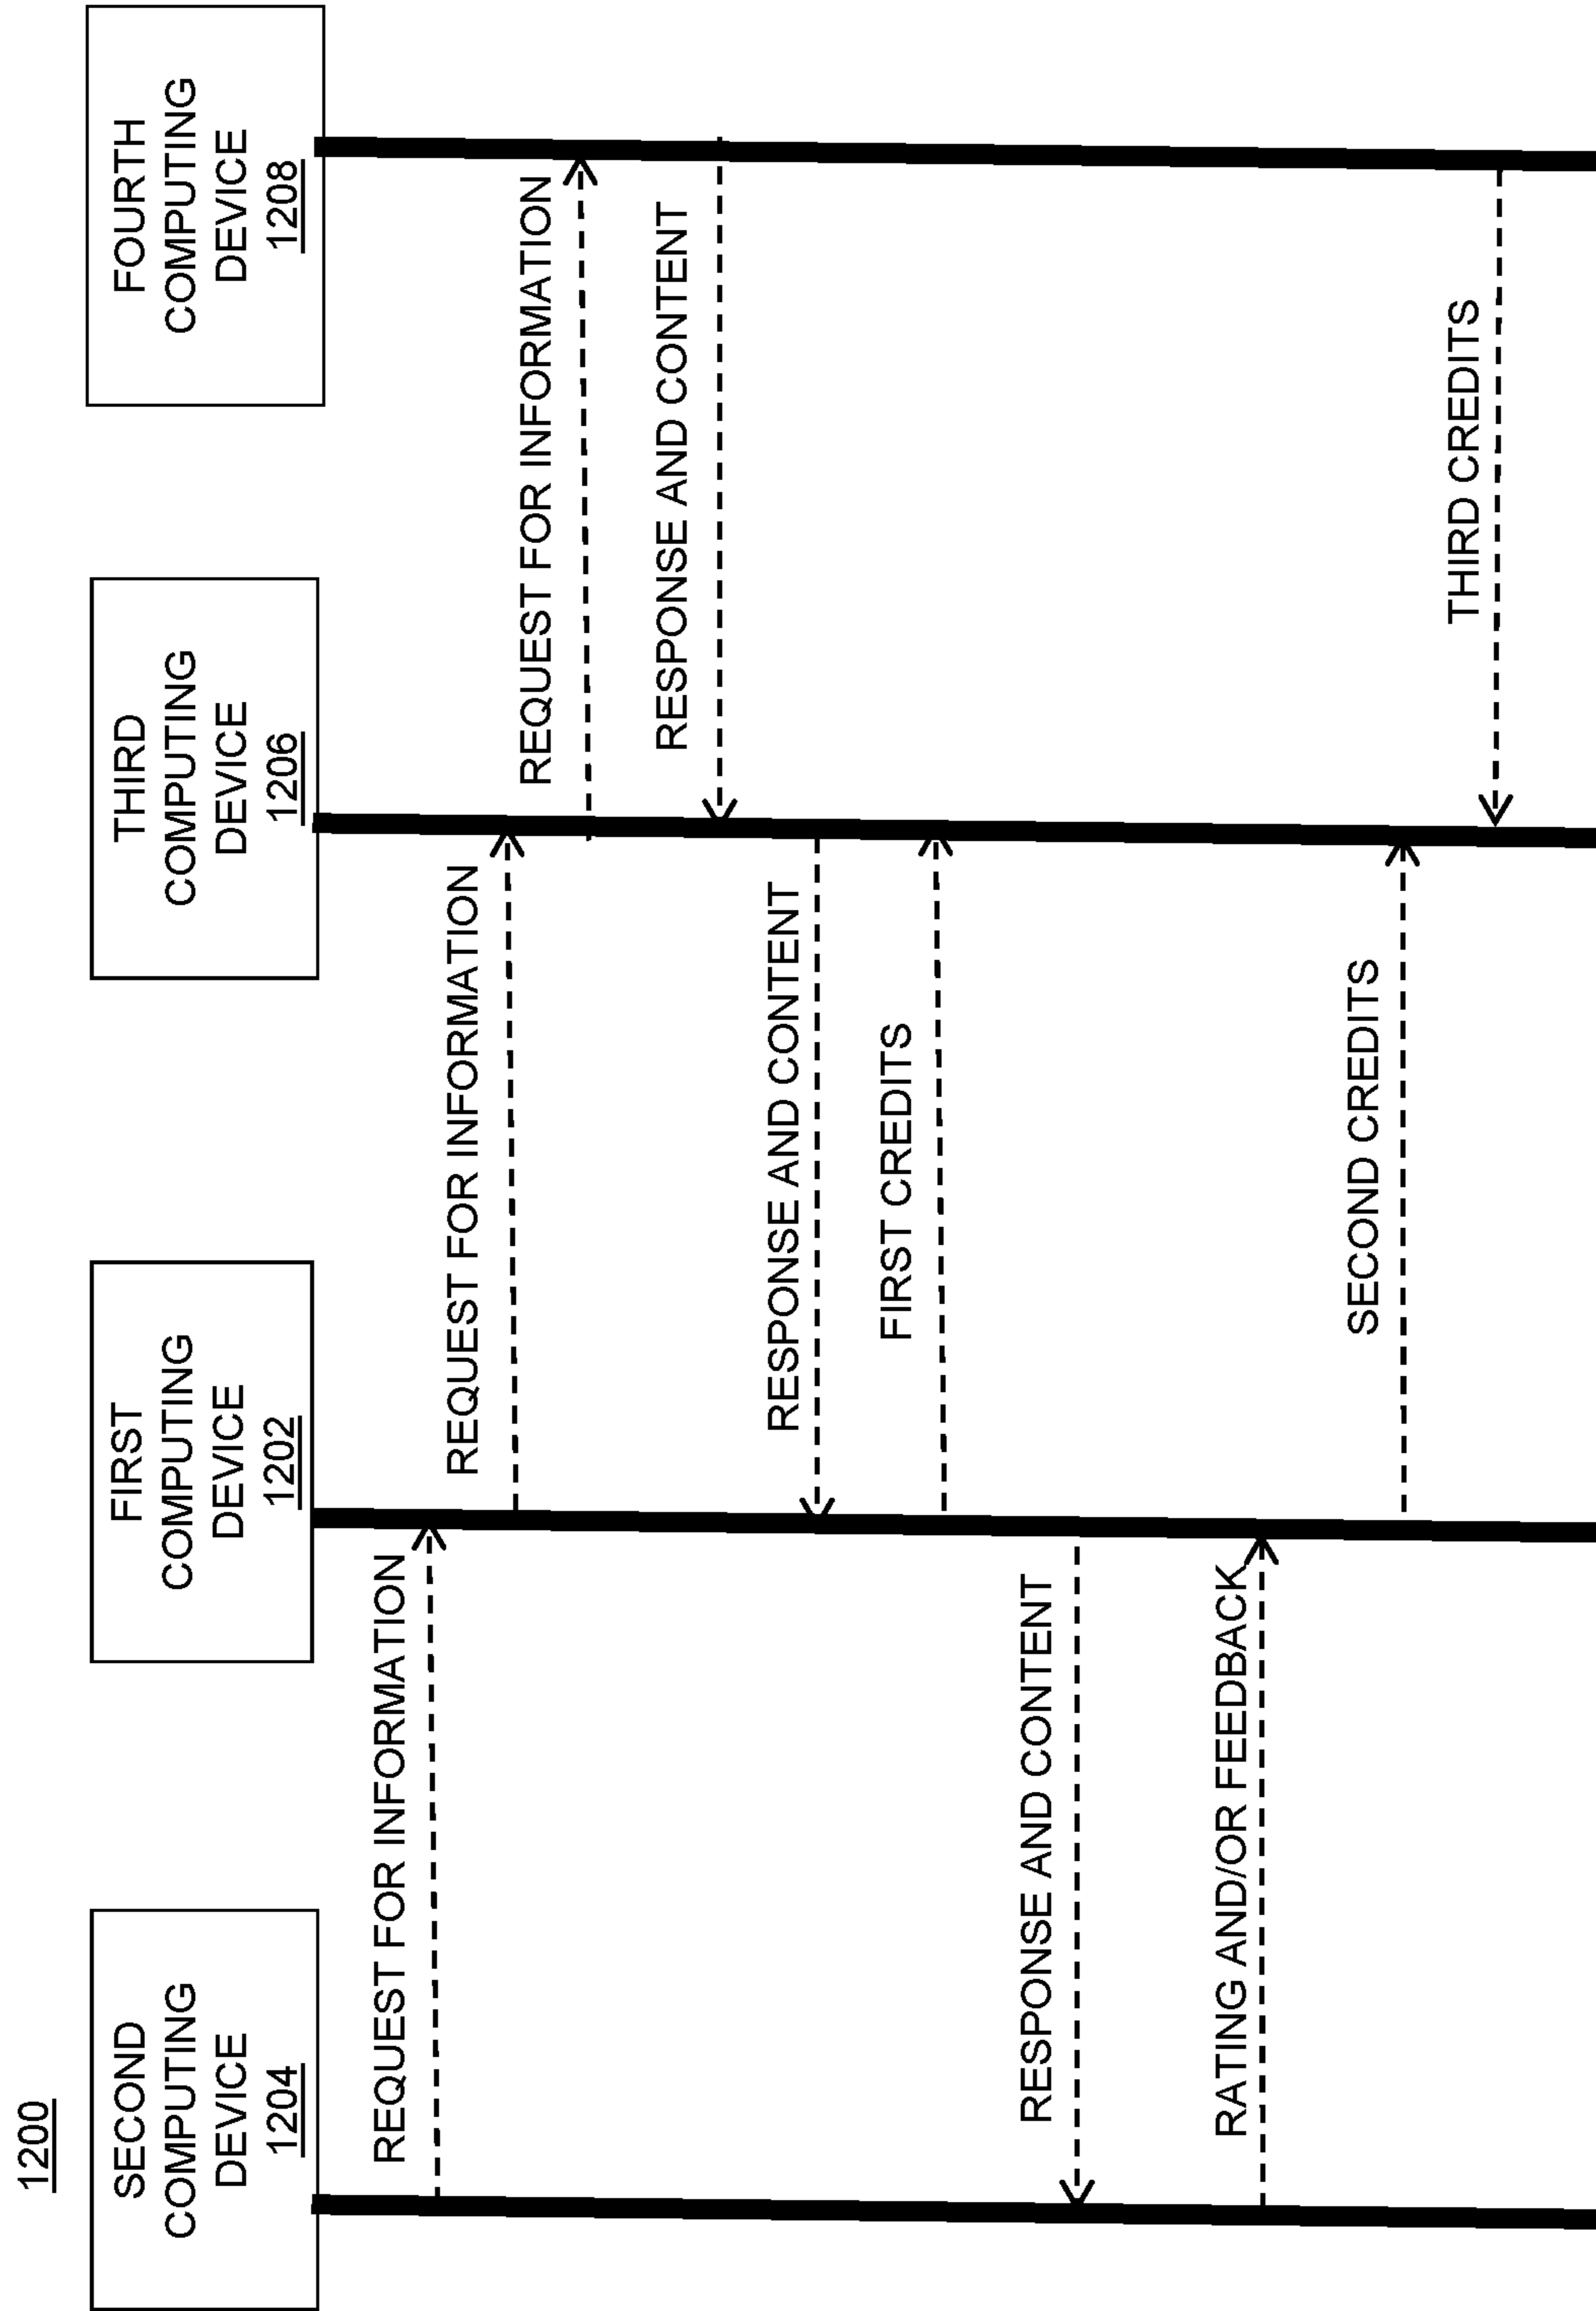 1200
SECOND
COMPUTING
DEVICE
1204
FIRST
COMPUTING
DEVICE
1202
THIRD
COMPUTING
DEVICE
1206
FOURTH
COMPUTING
DEVICE
1208
REQUEST FOR INFORMATION
REQUEST FOR INFORMATION
REQUEST FOR INFORMATION
RESPONSE AND CONTENT
RESPONSE AND CONTENT
FIRST CREDITS
RESPONSE AND CONTENT
RATING AND/OR FEEDBACK
SECOND CREDITS
THIRD CREDITS